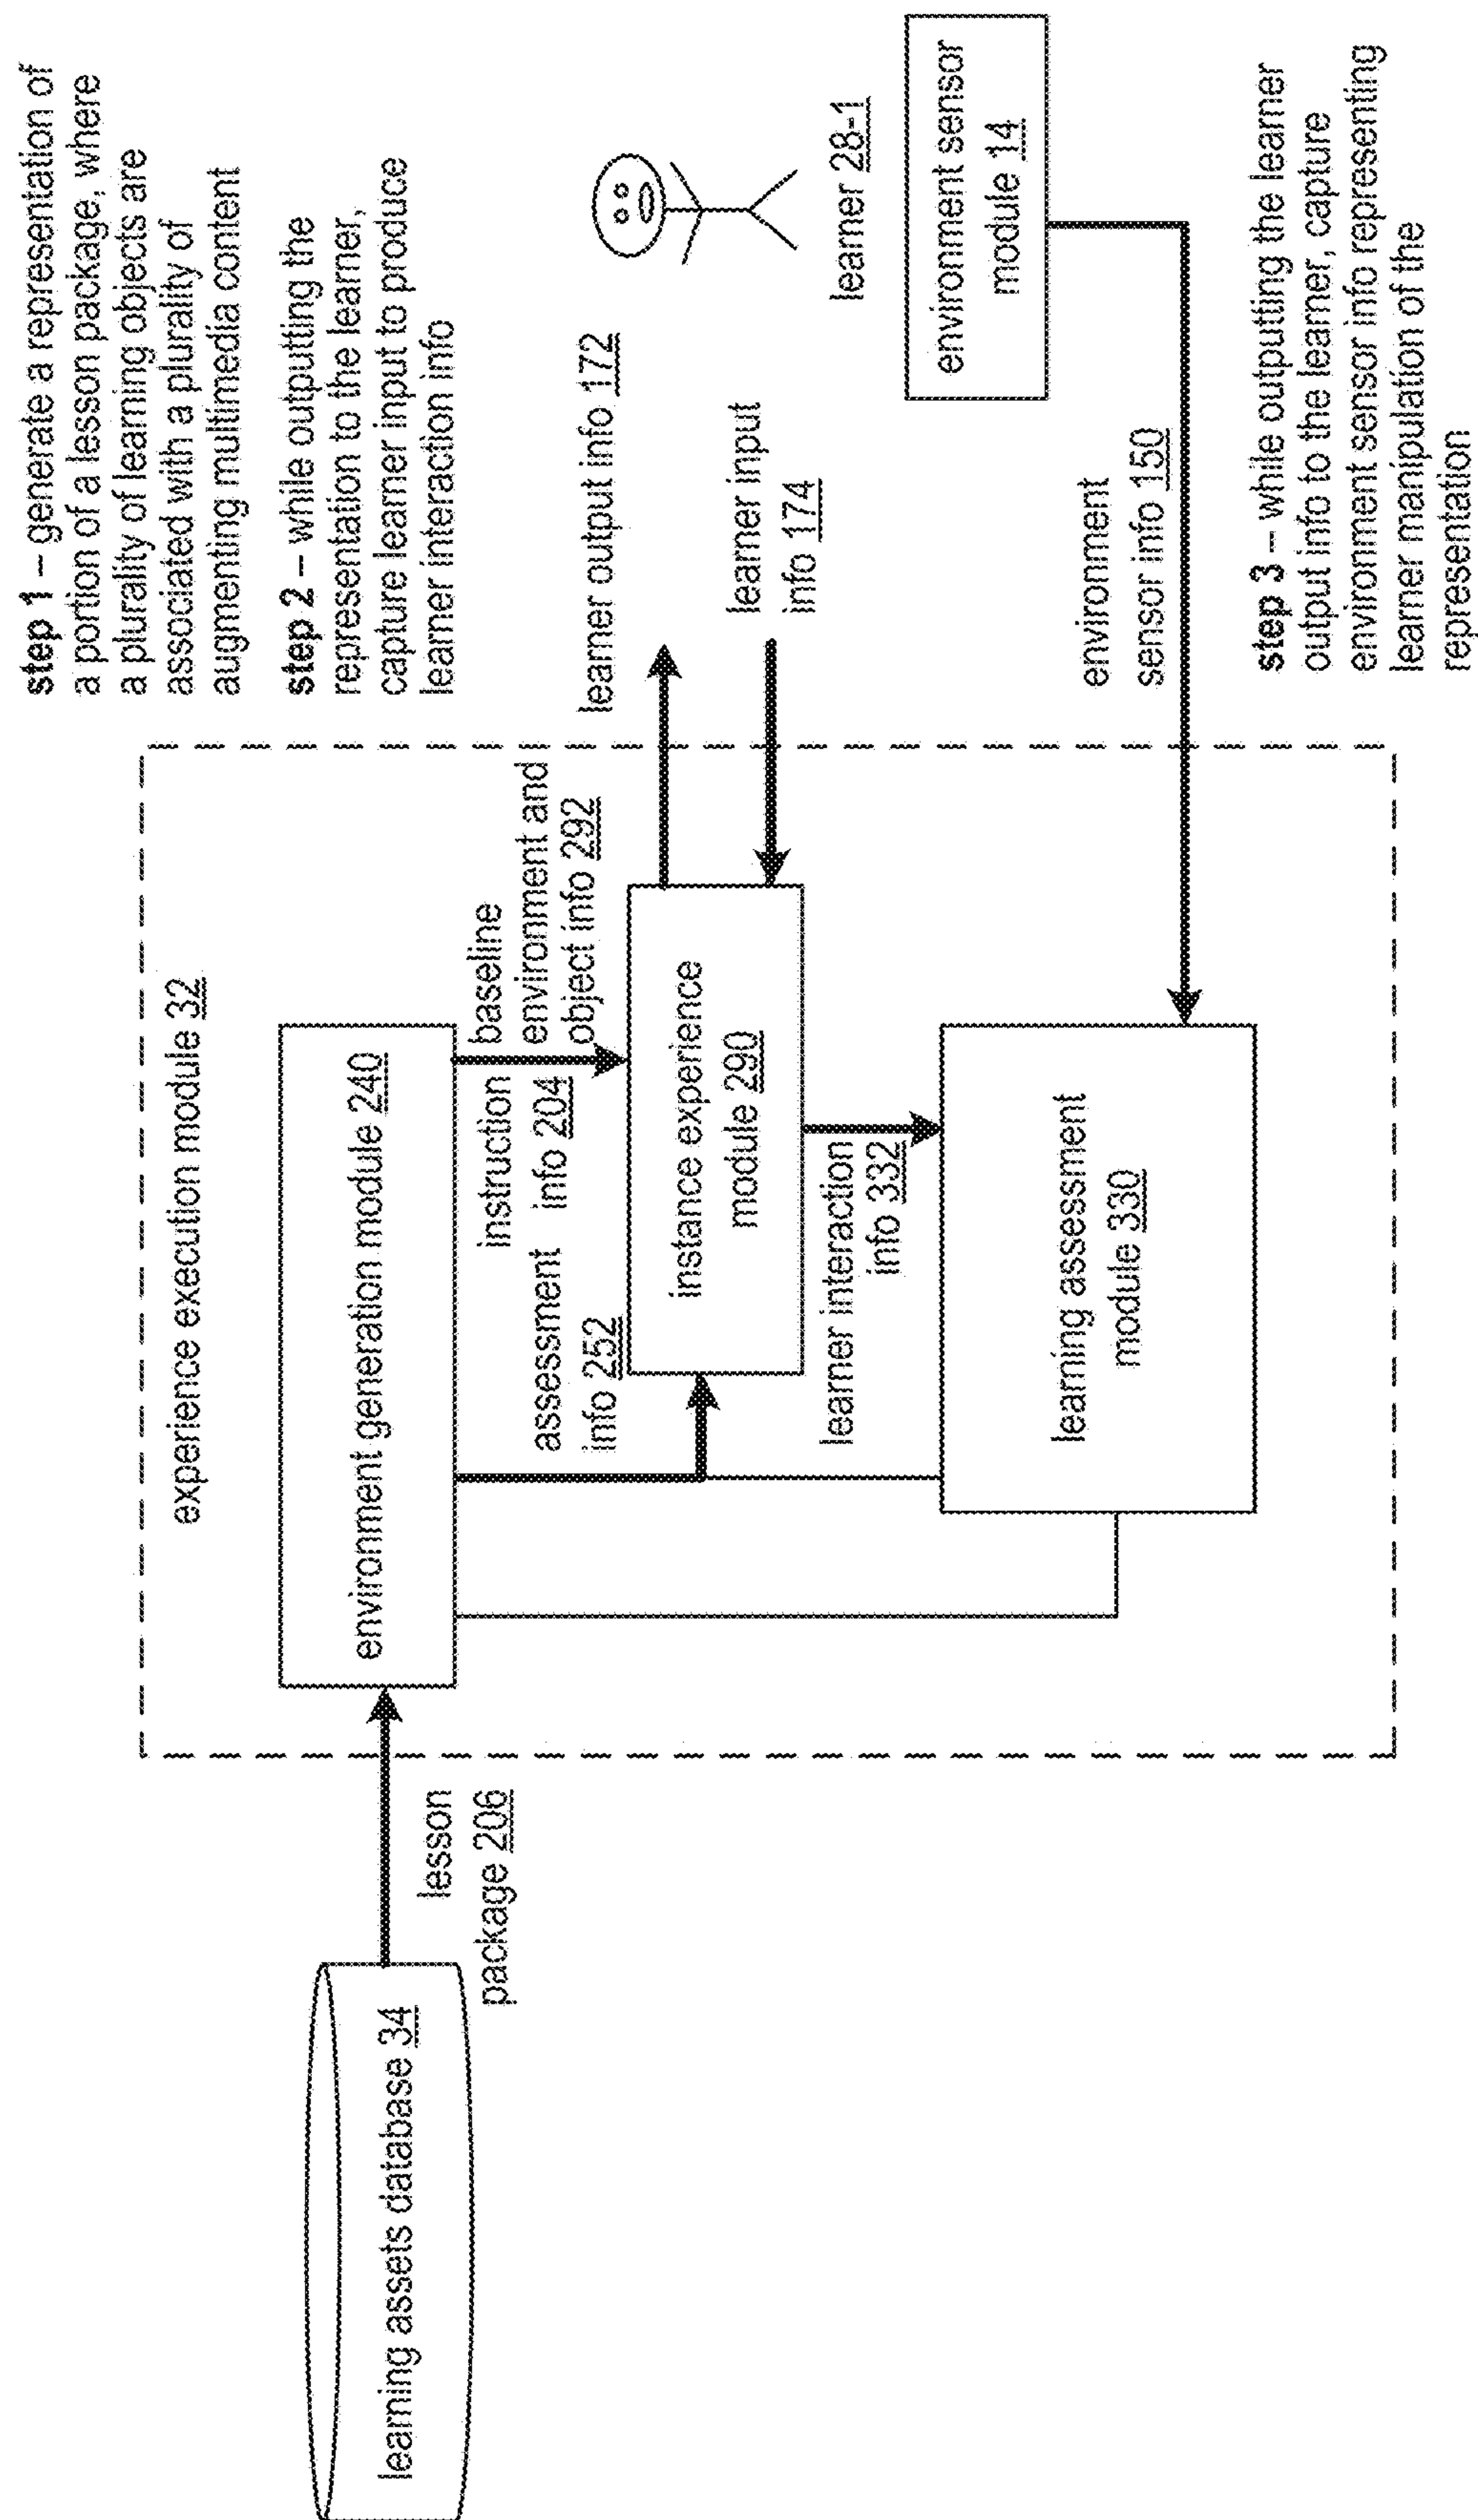 step 1 – generate a representation of
a portion of a lesson package, where
a plurality of learning objects are
associated with a plurality of
augmenting multimedia content
step 2 – while outputting the
representation to the learner,
capture learner input to produce
learner interaction info
experience execution module 32
learning assets database 34
lesson
package 206
environment generation module 240
assessment
info 252
instruction
info 204
baseline
environment and
object info 292
instance experience
module 290
learner output info 172
learner input
info 174
learner 28-1
learner interaction
info 332
learning assessment
module 330
environment
sensor info 150
environment sensor
module 14
step 3 – while outputting the learner
output info to the learner, capture
environment sensor info representing
learner manipulation of the
representation